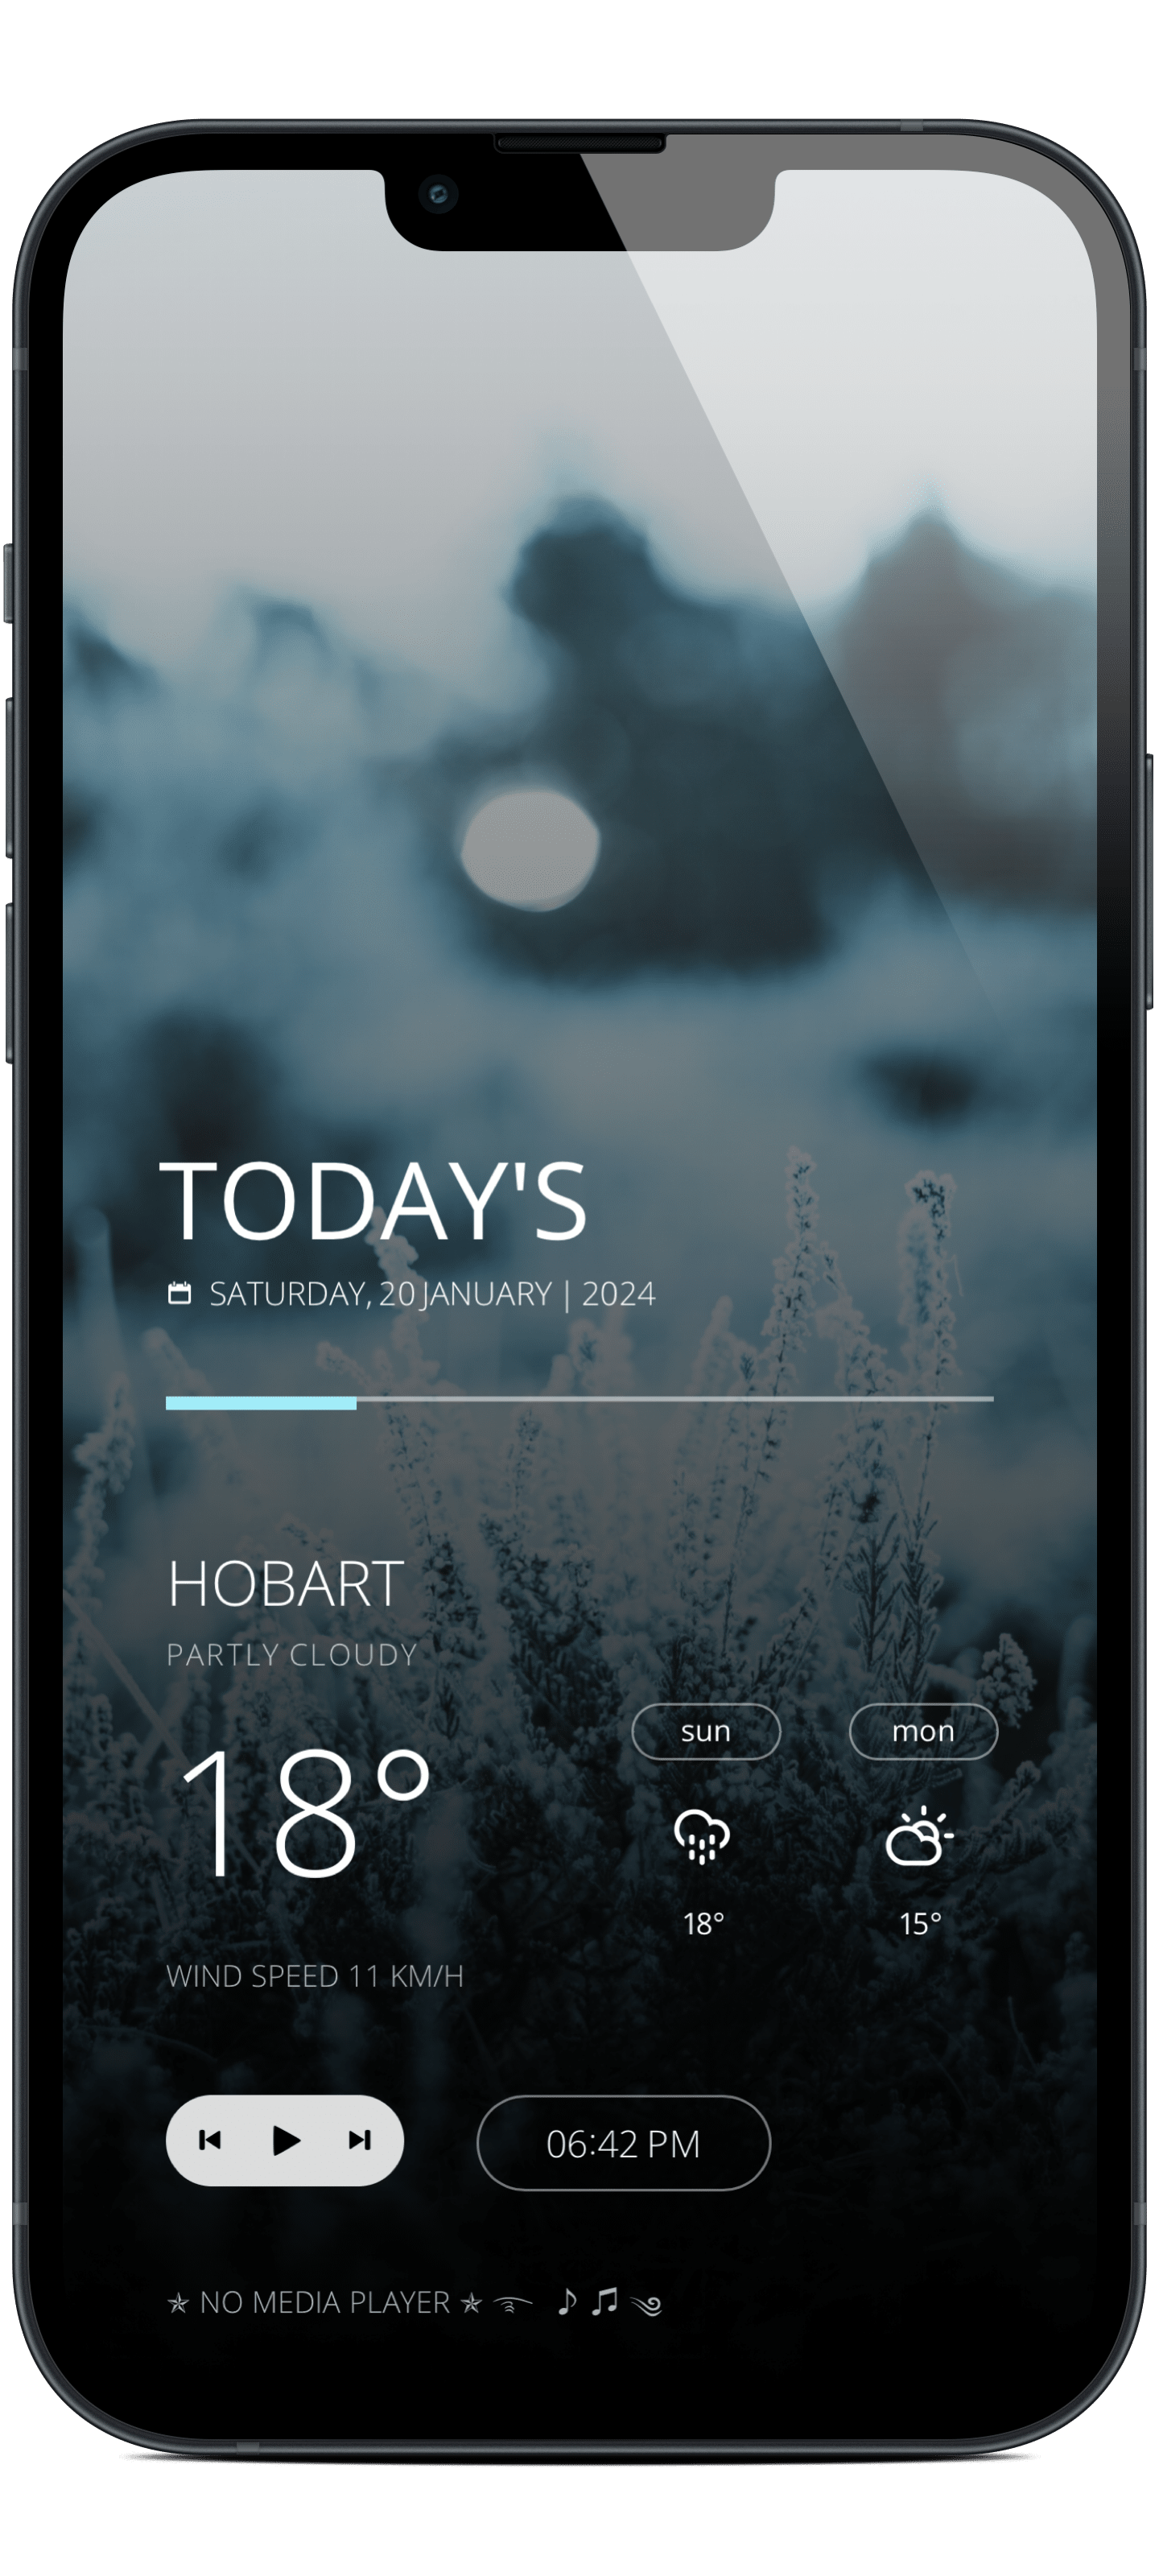 TODAY'S
SATURDAY, 20 JANUARY | 2024
HOBART
PARTLY CLOUDY
sun mon
18°
18° 15°
WIND SPEED 11 KM/H
06:42 PM
✯ NO MEDIA PLAYER ✯ ♪ ♫